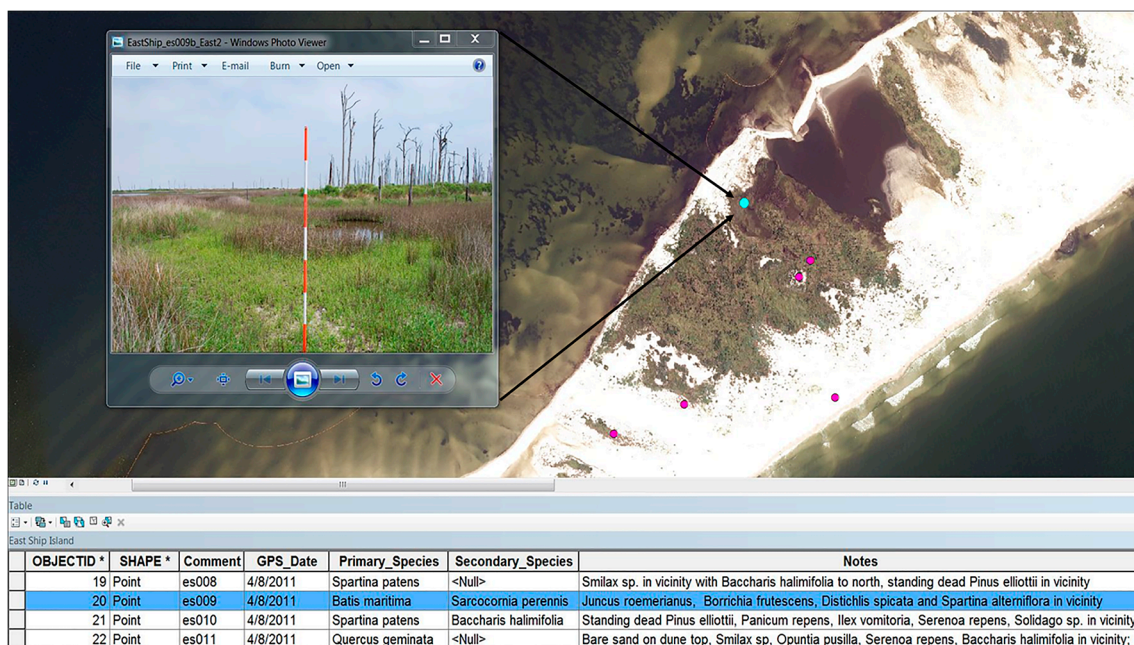 EastShip_es009b_East2 - Windows Photo Viewer
File Print E-mail Burn Open
Table
East Ship Island
OBJECTID * SHAPE * Comment GPS_Date Primary_Species Secondary_Species Notes
19 Point es008 4/8/2011 Spartina patens <Null> Smilax sp. in vicinity with Baccharis halimifolia to north, standing dead Pinus elliottii in vicinity
20 Point es009 4/8/2011 Batis maritima Sarcocornia perennis Juncus roemerianus, Borrichia frutescens, Distichlis spicata and Spartina alterniflora in vicinity
21 Point es010 4/8/2011 Spartina patens Baccharis halimifolia Standing dead Pinus elliottii, Panicum repens, Ilex vomitoria, Serenoa repens, Solidago sp. in vicinity
22 Point es011 4/8/2011 Quercus geminata <Null> Bare sand on dune top, Smilax sp, Opuntia pusilla, Serenoa repens, Baccharis halimifolia in vicinity;